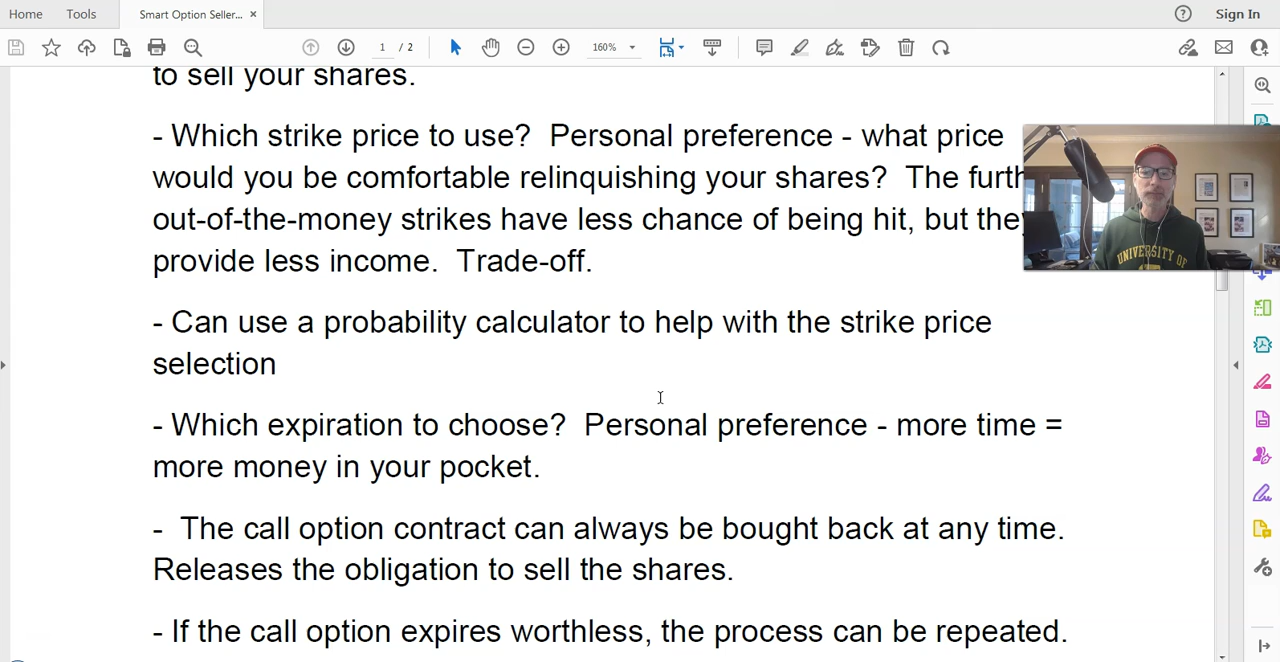 Home
Tools
Smart Option Seller... ×
Sign In
1 / 2
160%
to sell your shares.
- Which strike price to use? Personal preference - what price
would you be comfortable relinquishing your shares? The
out-of-the-money strikes have less chance of being hit, but
provide less income. Trade-off.
- Can use a probability calculator to help with the strike price
selection
- Which expiration to choose? Personal preference - more time =
more money in your pocket.
- The call option contract can always be bought back at any time.
Releases the obligation to sell the shares.
- If the call option expires worthless, the process can be repeated.
UNIVERSITY OF